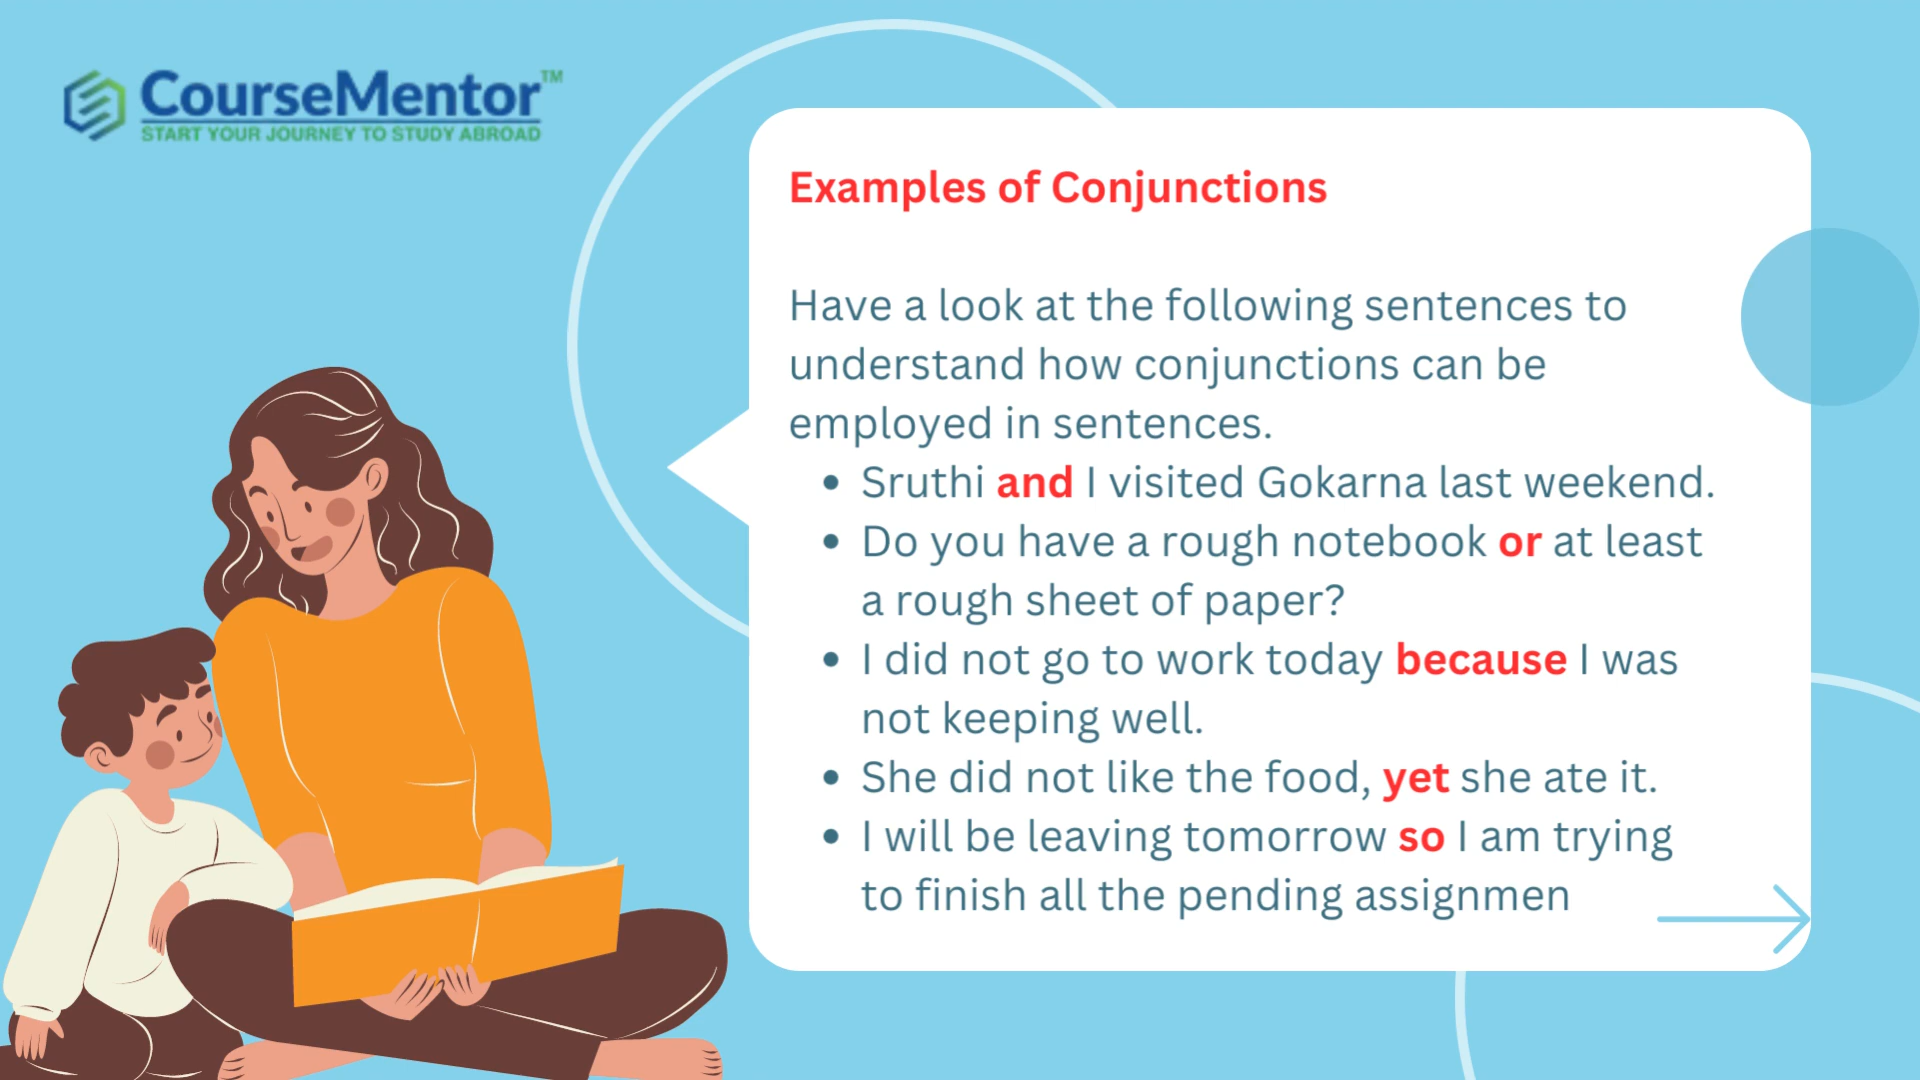 CourseMentor™
START YOUR JOURNEY TO STUDY ABROAD
Examples of Conjunctions
Have a look at the following sentences to
understand how conjunctions can be
employed in sentences.
• Sruthi and I visited Gokarna last weekend.
• Do you have a rough notebook or at least
a rough sheet of paper?
• I did not go to work today because I was
not keeping well.
• She did not like the food, yet she ate it.
• I will be leaving tomorrow so I am trying
to finish all the pending assignmen